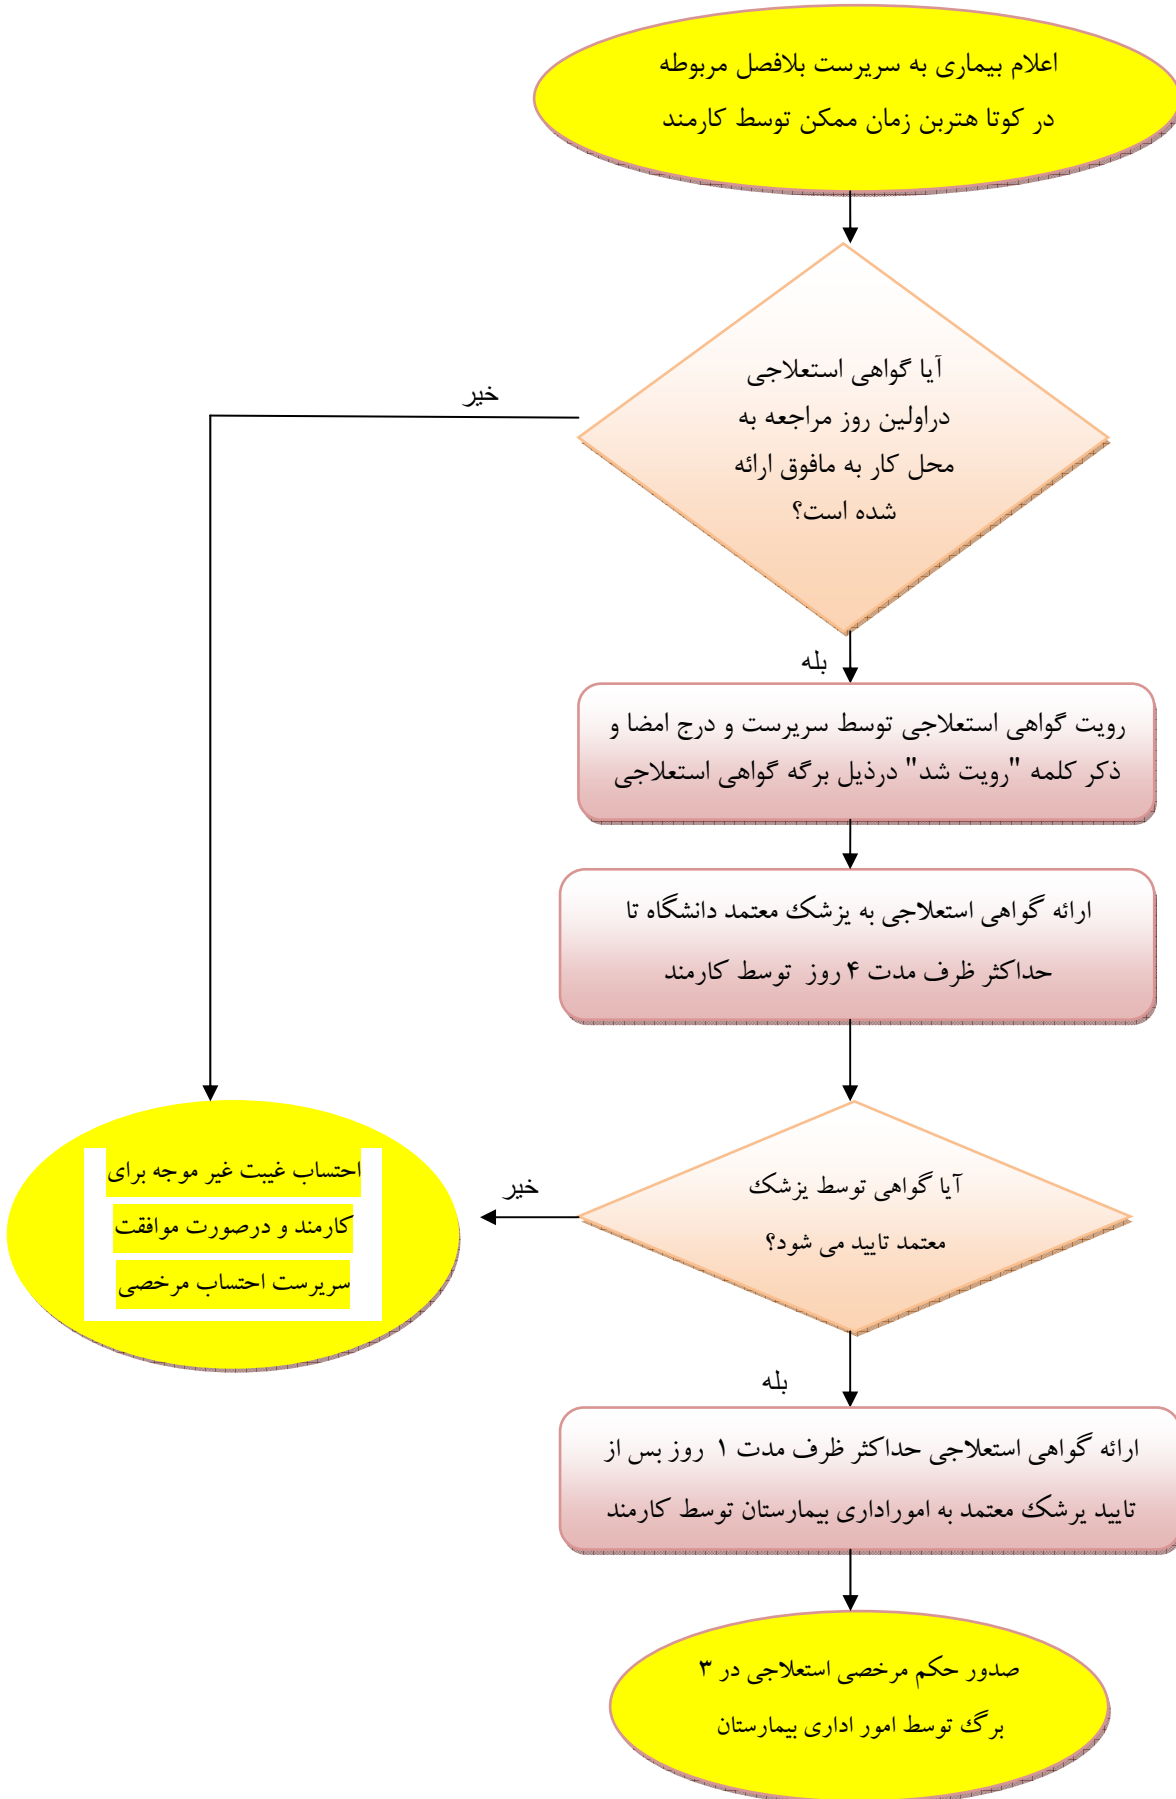 اعلام بیماری به سرپرست بلافصل مربوطه
در کوتا هترین زمان ممکن توسط کارمند
آیا گواهی استعلاجی
دراولین روز مراجعه به
محل کار به مافوق ارائه
شده است؟
خیر
بله
رویت گواهی استعلاجی توسط سرپرست و درج امضا و
ذکر کلمه "رویت شد" درذیل برگه گواهی استعلاجی
ارائه گواهی استعلاجی به پزشک معتمد دانشگاه تا
حداکثر ظرف مدت ۴ روز توسط کارمند
آیا گواهی توسط پزشک
معتمد تایید می شود؟
خیر
احتساب غیبت غیر موجه برای
کارمند و درصورت موافقت
سرپرست احتساب مرخصی
بله
ارائه گواهی استعلاجی حداکثر ظرف مدت ۱ روز بس از
تایید پرشک معتمد به اموراداری بیمارستان توسط کارمند
صدور حکم مرخصی استعلاجی در ۳
برگ توسط امور اداری بیمارستان